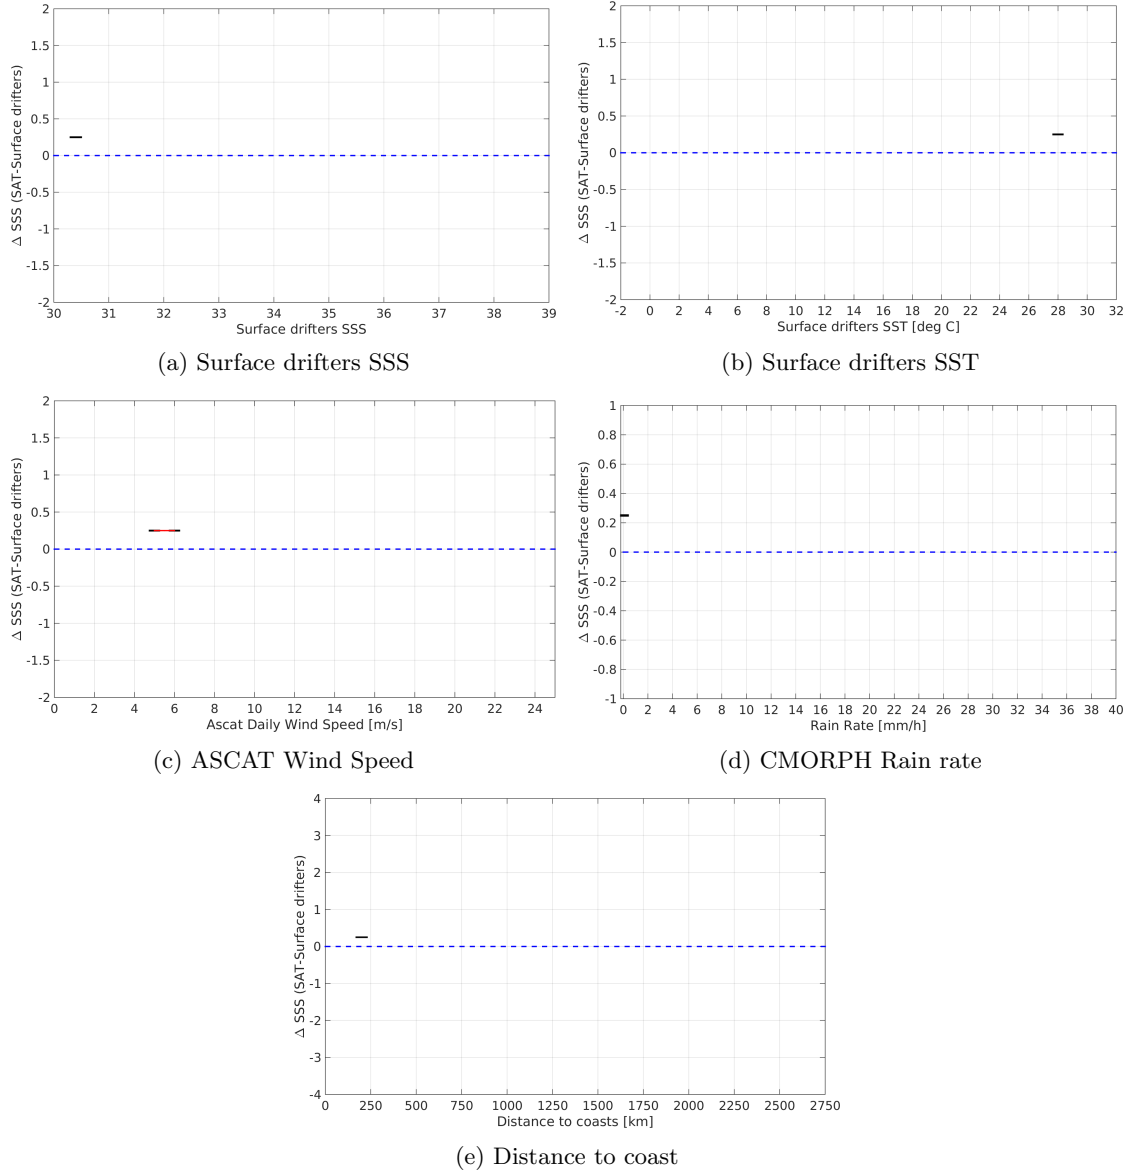 2
1.5
1
0.5
0
-0.5
-1
-1.5
-2
Δ SSS (SAT-Surface drifters)
30 31 32 33 34 35 36 37 38 39
Surface drifters SSS
(a) Surface drifters SSS
2
1.5
1
0.5
0
-0.5
-1
-1.5
-2
Δ SSS (SAT-Surface drifters)
-2 0 2 4 6 8 10 12 14 16 18 20 22 24 26 28 30 32
Surface drifters SST [deg C]
(b) Surface drifters SST
2
1.5
1
0.5
0
-0.5
-1
-1.5
-2
Δ SSS (SAT-Surface drifters)
0 2 4 6 8 10 12 14 16 18 20 22 24
Ascat Daily Wind Speed [m/s]
(c) ASCAT Wind Speed
1
0.8
0.6
0.4
0.2
0
-0.2
-0.4
-0.6
-0.8
-1
Δ SSS (SAT-Surface drifters)
0 2 4 6 8 10 12 14 16 18 20 22 24 26 28 30 32 34 36 38 40
Rain Rate [mm/h]
(d) CMORPH Rain rate
4
3
2
1
0
-1
-2
-3
-4
Δ SSS (SAT-Surface drifters)
0 250 500 750 1000 1250 1500 1750 2000 2250 2500 2750
Distance to coasts [km]
(e) Distance to coast